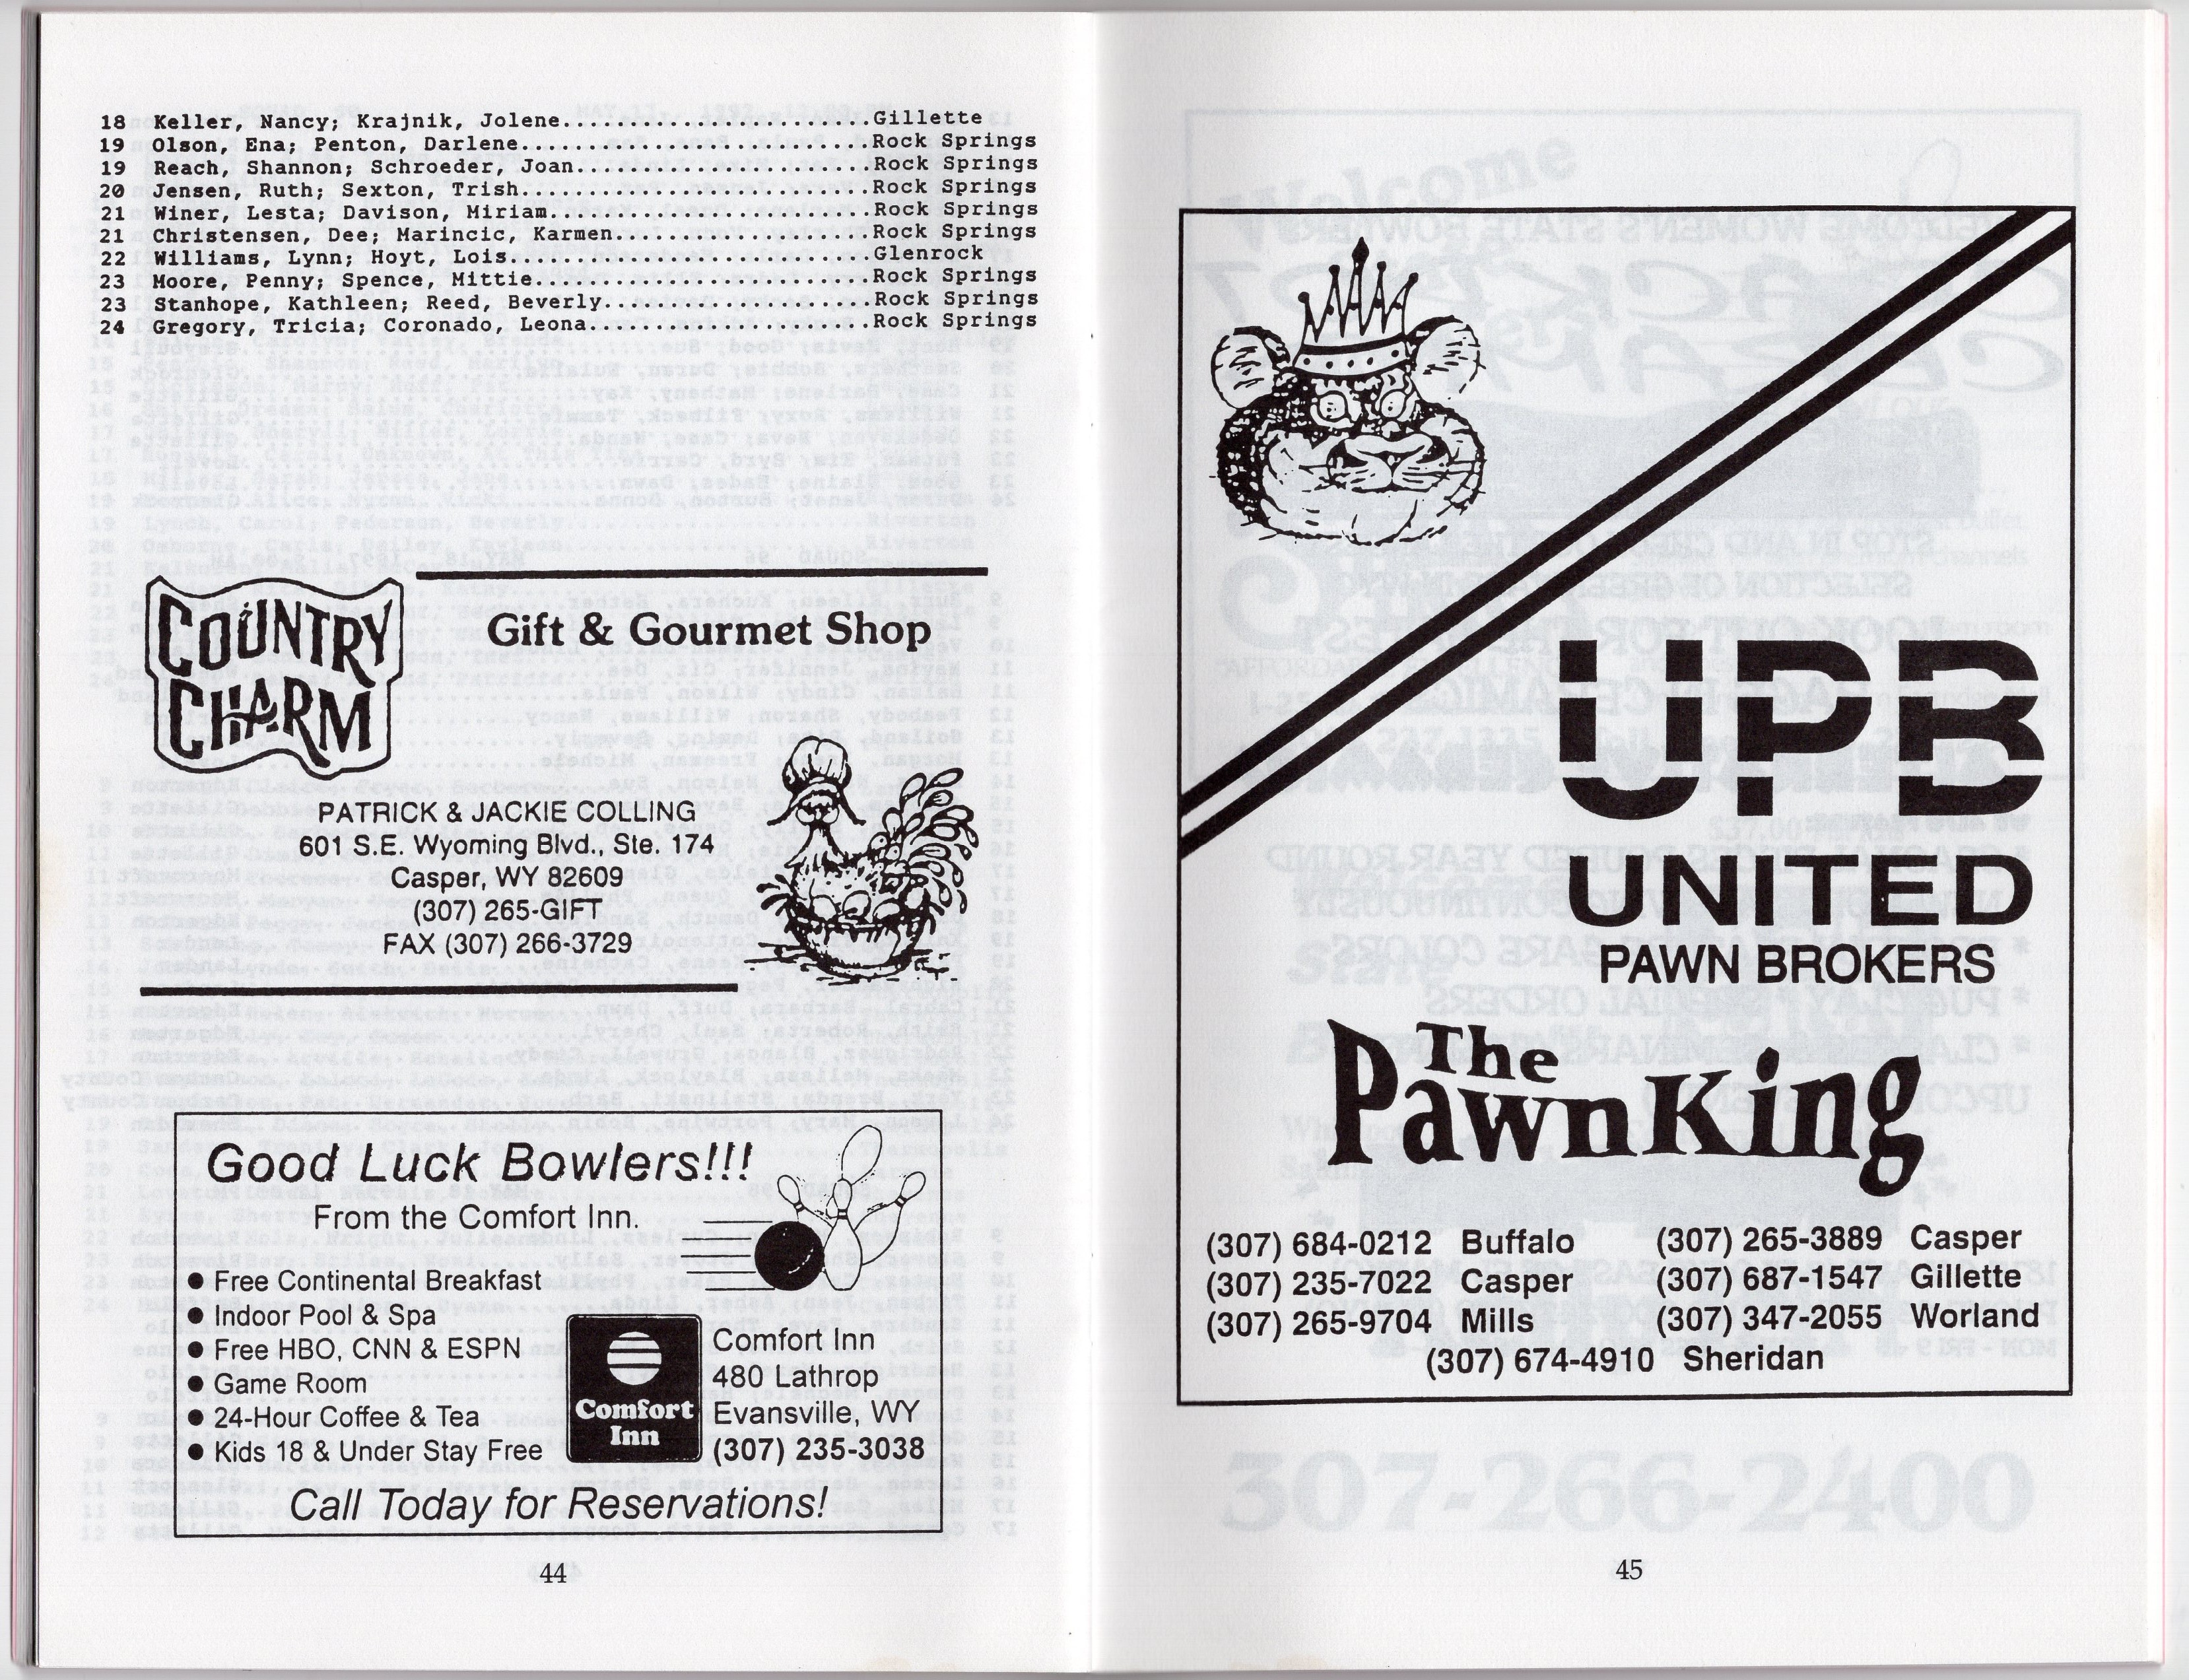 18 Keller, Nancy; Krajnik, Jolene........................Gillette
19 Olson, Ena; Penton, Darlene...........................Rock Springs
19 Reach, Shannon; Schroeder, Joan.......................Rock Springs
20 Jensen, Ruth; Sexton, Trish...........................Rock Springs
21 Winer, Lesta; Davison, Miriam.........................Rock Springs
21 Christensen, Dee; Marincic, Karmen....................Rock Springs
22 Williams, Lynn; Hoyt, Lois............................Glenrock
23 Moore, Penny; Spence, Mittie..........................Rock Springs
23 Stanhope, Kathleen; Reed, Beverly.....................Rock Springs
24 Gregory, Tricia; Coronado, Leona......................Rock Springs
COUNTRY
CHARM
Gift & Gourmet Shop
PATRICK & JACKIE COLLING
601 S.E. Wyoming Blvd., Ste. 174
Casper, WY 82609
(307) 265-GIFT
FAX (307) 266-3729
Good Luck Bowlers!!!
From the Comfort Inn.
● Free Continental Breakfast
● Indoor Pool & Spa
● Free HBO, CNN & ESPN
● Game Room
● 24-Hour Coffee & Tea
● Kids 18 & Under Stay Free
Comfort
Inn
Comfort Inn
480 Lathrop
Evansville, WY
(307) 235-3038
Call Today for Reservations!
44
UPB
UNITED
PAWN BROKERS
The
PawnKing
(307) 684-0212 Buffalo (307) 265-3889 Casper
(307) 235-7022 Casper (307) 687-1547 Gillette
(307) 265-9704 Mills (307) 347-2055 Worland
(307) 674-4910 Sheridan
45